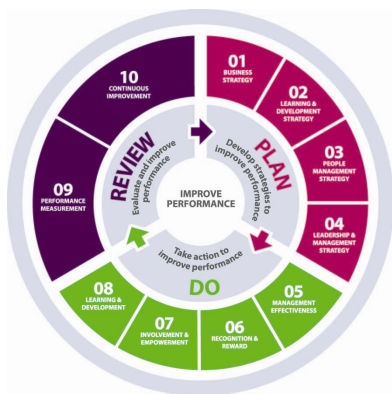 01
BUSINESS
STRATEGY
02
LEARNING &
DEVELOPMENT
STRATEGY
03
PEOPLE
MANAGEMENT
STRATEGY
04
LEADERSHIP &
MANAGEMENT
STRATEGY
05
MANAGEMENT
EFFECTIVENESS
06
RECOGNITION &
REWARD
07
INVOLVEMENT &
EMPOWERMENT
08
LEARNING &
DEVELOPMENT
09
PERFORMANCE
MEASUREMENT
10
CONTINUOUS
IMPROVEMENT
PLAN
Develop strategies to
improve performance
DO
Take action to
improve performance
REVIEW
Evaluate and improve
performance
IMPROVE
PERFORMANCE